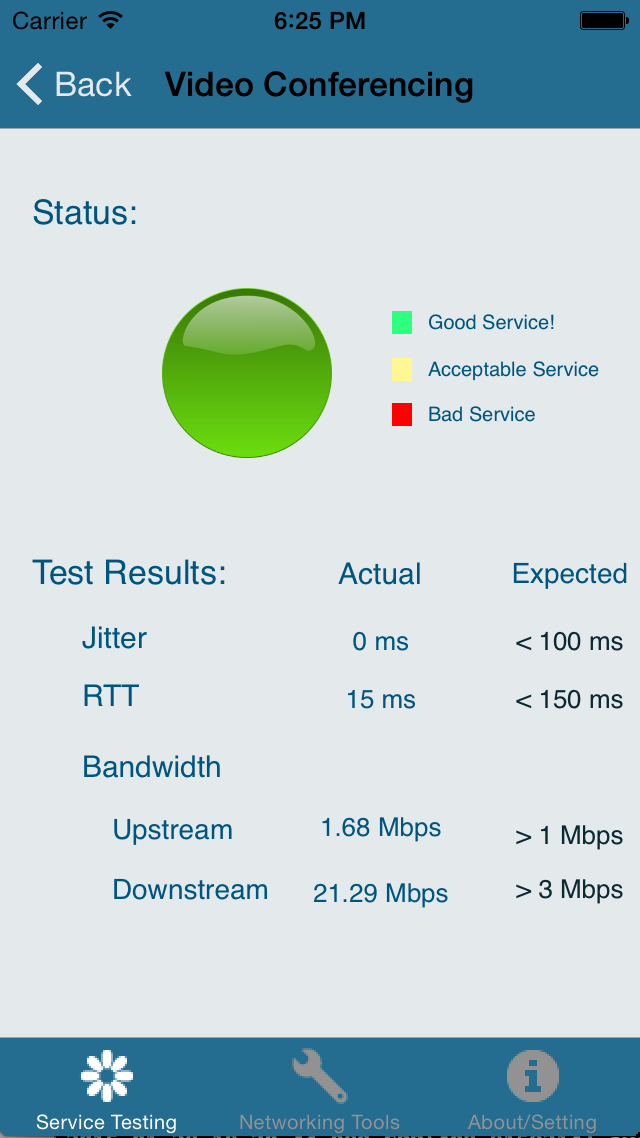 Carrier 6:25 PM
Back Video Conferencing
Status:
Good Service!
Acceptable Service
Bad Service
Test Results: Actual Expected
Jitter 0 ms < 100 ms
RTT 15 ms < 150 ms
Bandwidth
Upstream 1.68 Mbps > 1 Mbps
Downstream 21.29 Mbps > 3 Mbps
Service Testing Networking Tools About/Setting